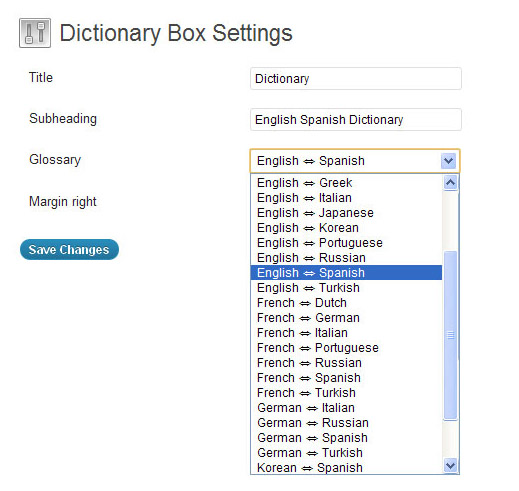 Dictionary Box Settings
Title
Dictionary
Subheading
English Spanish Dictionary
Glossary
English ⇔ Spanish
Margin right
Save Changes
English ⇔ Greek
English ⇔ Italian
English ⇔ Japanese
English ⇔ Korean
English ⇔ Portuguese
English ⇔ Russian
English ⇔ Spanish
English ⇔ Turkish
French ⇔ Dutch
French ⇔ German
French ⇔ Italian
French ⇔ Portuguese
French ⇔ Russian
French ⇔ Spanish
French ⇔ Turkish
German ⇔ Italian
German ⇔ Russian
German ⇔ Spanish
German ⇔ Turkish
Korean ⇔ Spanish